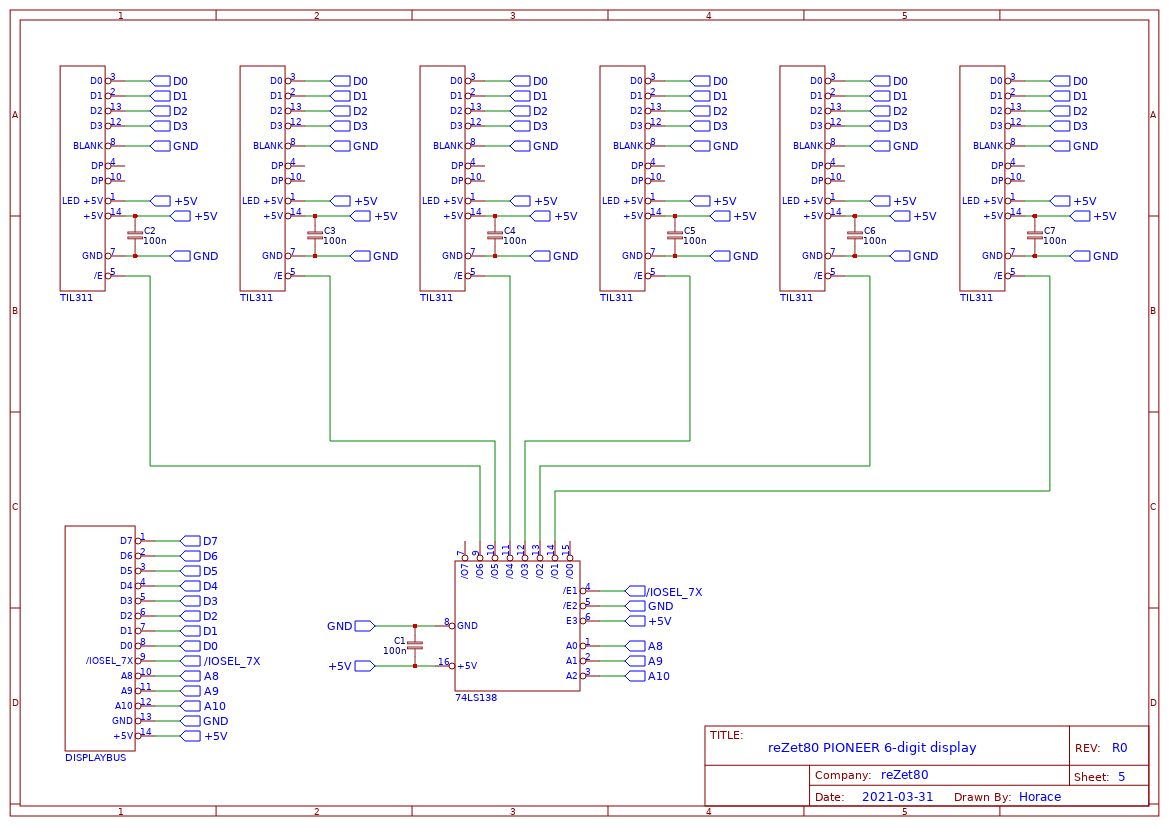 1 2 3 4 5
A A
B B
C C
D D
D0 3 D0
D1 2 D1
D2 13 D2
D3 12 D3
BLANK 8 GND
DP 4
DP 10
LED +5V 1 +5V
+5V 14 +5V
C2
100n
GND 7 GND
/E 5
TIL311
D0 3 D0
D1 2 D1
D2 13 D2
D3 12 D3
BLANK 8 GND
DP 4
DP 10
LED +5V 1 +5V
+5V 14 +5V
C3
100n
GND 7 GND
/E 5
TIL311
D0 3 D0
D1 2 D1
D2 13 D2
D3 12 D3
BLANK 8 GND
DP 4
DP 10
LED +5V 1 +5V
+5V 14 +5V
C4
100n
GND 7 GND
/E 5
TIL311
D0 3 D0
D1 2 D1
D2 13 D2
D3 12 D3
BLANK 8 GND
DP 4
DP 10
LED +5V 1 +5V
+5V 14 +5V
C5
100n
GND 7 GND
/E 5
TIL311
D0 3 D0
D1 2 D1
D2 13 D2
D3 12 D3
BLANK 8 GND
DP 4
DP 10
LED +5V 1 +5V
+5V 14 +5V
C6
100n
GND 7 GND
/E 5
TIL311
D0 3 D0
D1 2 D1
D2 13 D2
D3 12 D3
BLANK 8 GND
DP 4
DP 10
LED +5V 1 +5V
+5V 14 +5V
C7
100n
GND 7 GND
/E 5
TIL311
D7 1 D7
D6 2 D6
D5 3 D5
D4 4 D4
D3 5 D3
D2 6 D2
D1 7 D1
D0 8 D0
/IOSEL_7X 9 /IOSEL_7X
A8 10 A8
A9 11 A9
A10 12 A10
GND 13 GND
+5V 14 +5V
DISPLAYBUS
7 9 10 11 12 13 14 15
/O7 /O6 /O5 /O4 /O3 /O2 /O1 /O0
/E1 4 /IOSEL_7X
/E2 5 GND
E3 6 +5V
A0 1 A8
A1 2 A9
A2 3 A10
GND 8 GND
C1
100n
+5V 16 +5V
74LS138
TITLE:
reZet80 PIONEER 6-digit display
REV: R0
Company: reZet80
Sheet: 5
Date: 2021-03-31 Drawn By: Horace
1 2 3 4 5